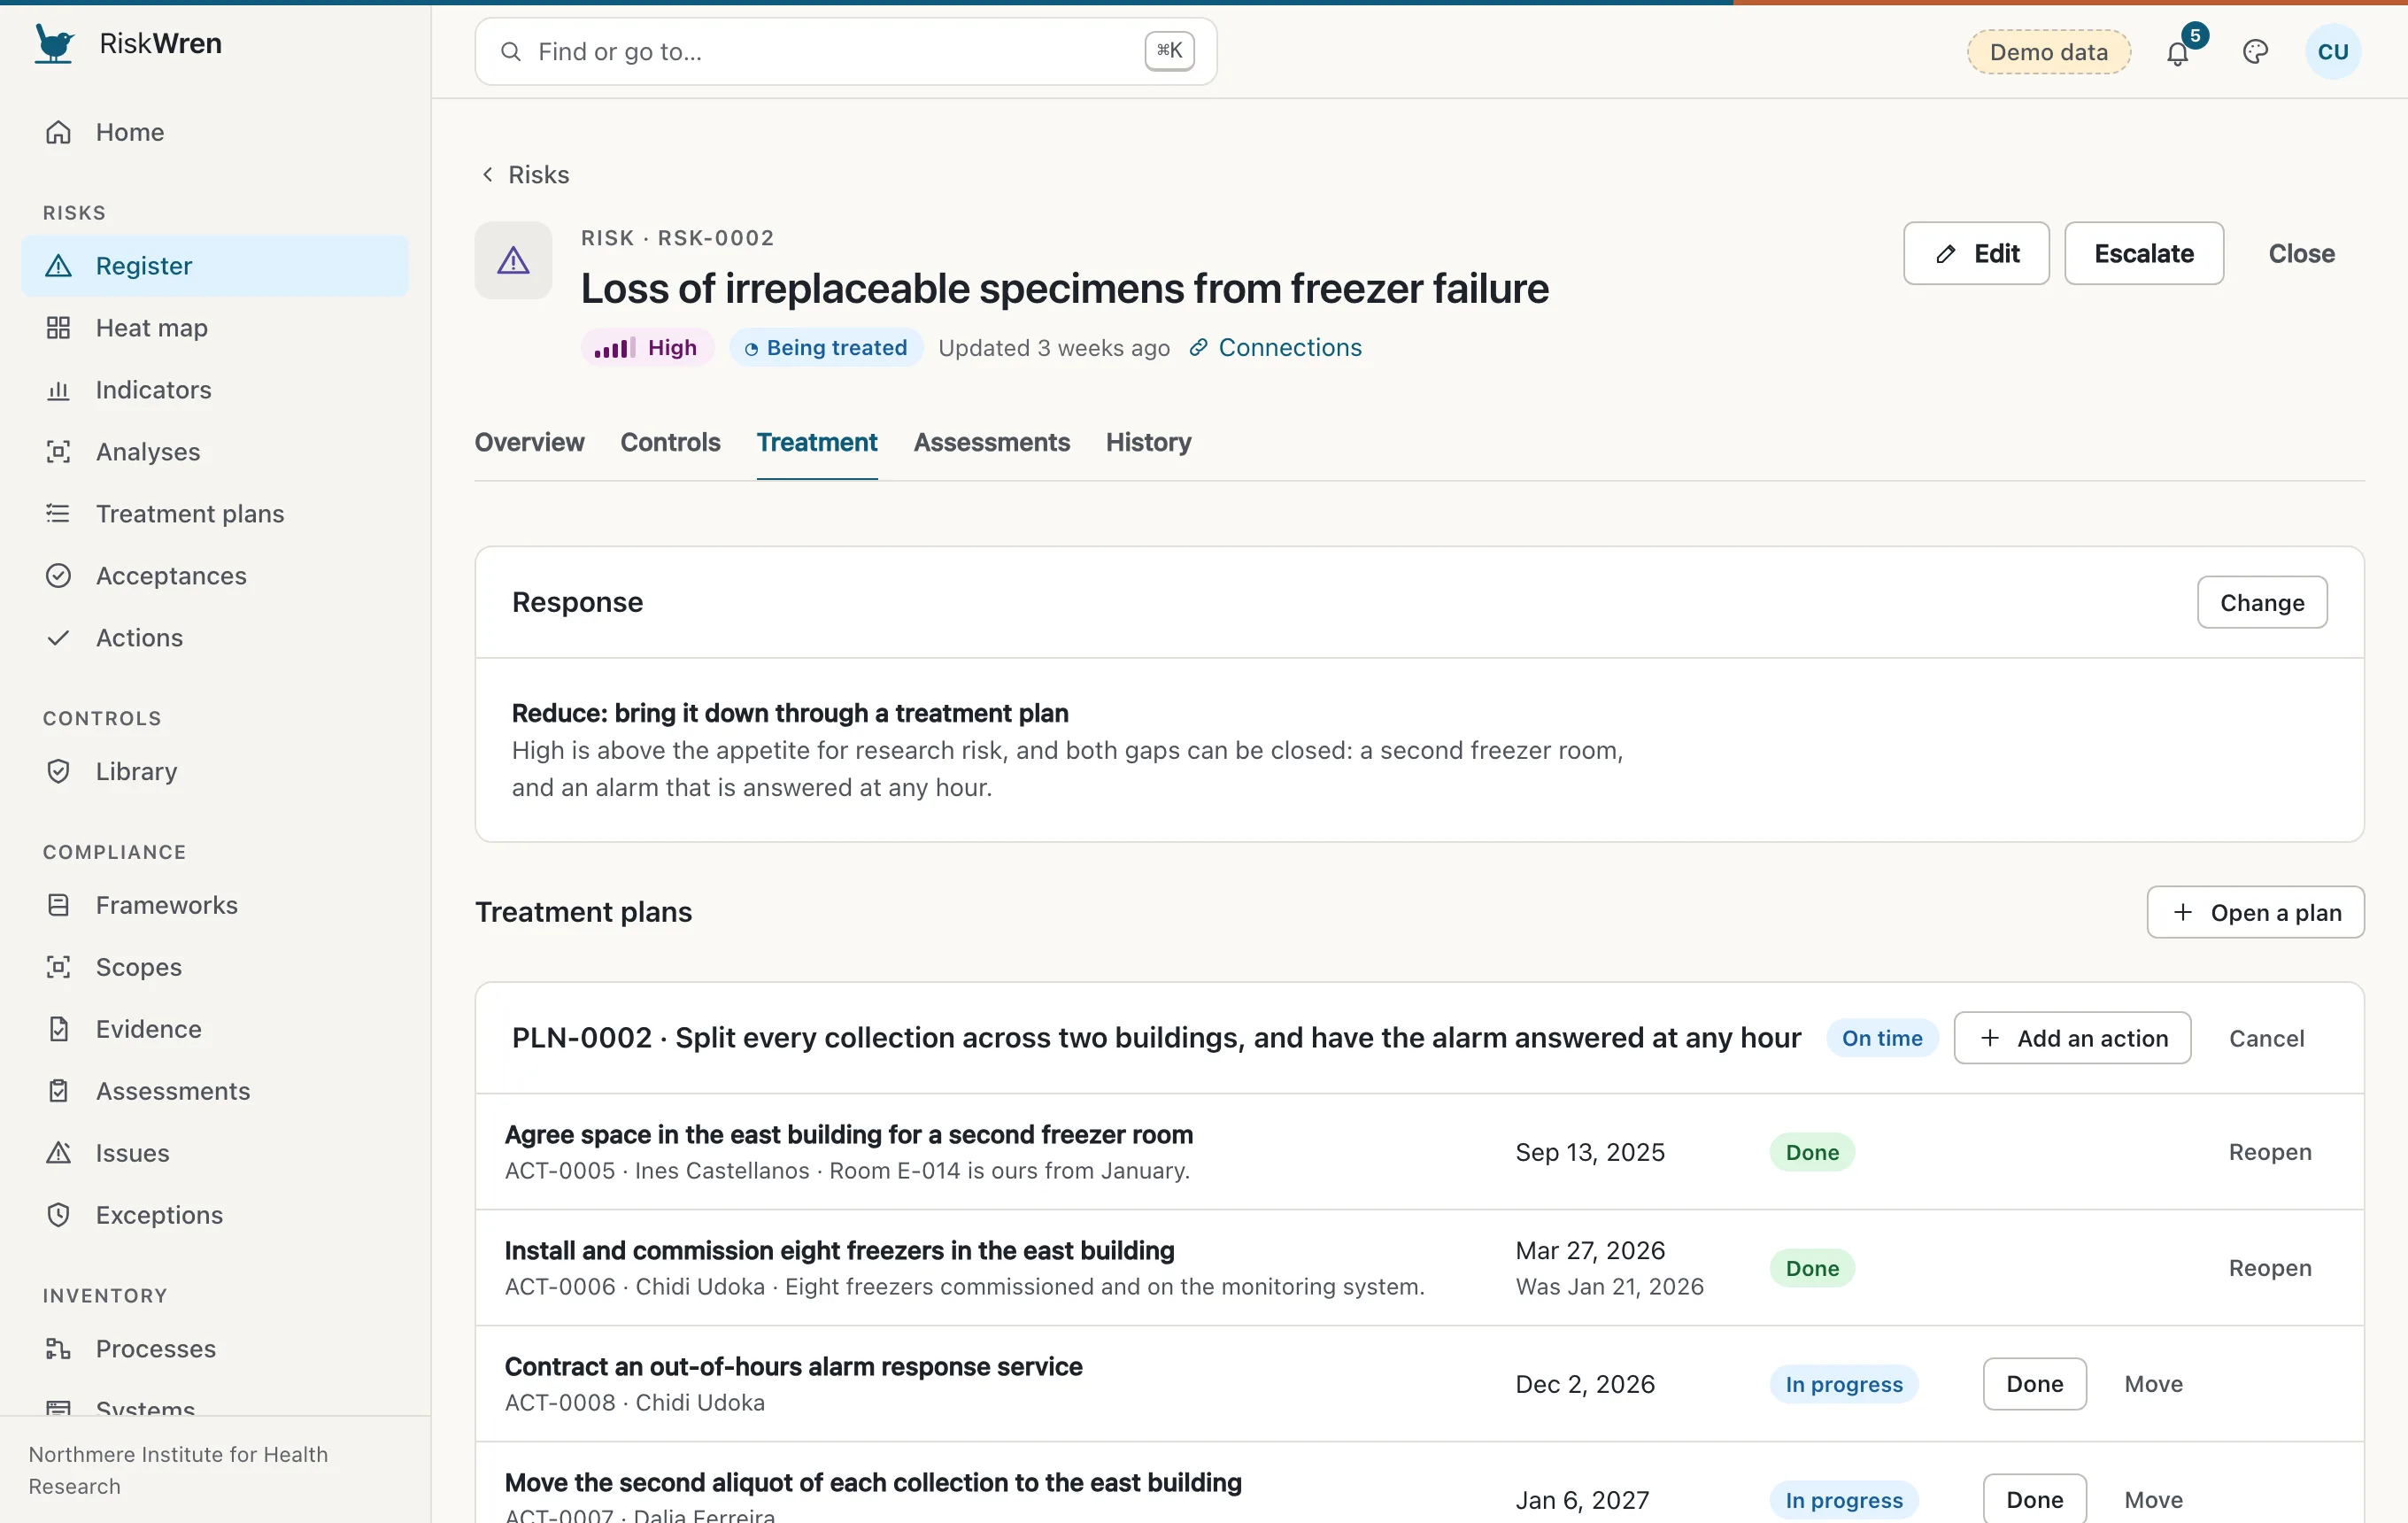 RiskWren
Find or go to...
⌘K
Demo data
5
CU
Home
RISKS
Register
Heat map
Indicators
Analyses
Treatment plans
Acceptances
Actions
CONTROLS
Library
COMPLIANCE
Frameworks
Scopes
Evidence
Assessments
Issues
Exceptions
INVENTORY
Processes
Systems
Northmere Institute for Health
Research
Risks
RISK · RSK-0002
Loss of irreplaceable specimens from freezer failure
High
Being treated
Updated 3 weeks ago
Connections
Edit
Escalate
Close
Overview
Controls
Treatment
Assessments
History
Response
Change
Reduce: bring it down through a treatment plan
High is above the appetite for research risk, and both gaps can be closed: a second freezer room,
and an alarm that is answered at any hour.
Treatment plans
Open a plan
PLN-0002 · Split every collection across two buildings, and have the alarm answered at any hour
On time
Add an action
Cancel
Agree space in the east building for a second freezer room
ACT-0005 · Ines Castellanos · Room E-014 is ours from January.
Sep 13, 2025
Done
Reopen
Install and commission eight freezers in the east building
ACT-0006 · Chidi Udoka · Eight freezers commissioned and on the monitoring system.
Mar 27, 2026
Was Jan 21, 2026
Done
Reopen
Contract an out-of-hours alarm response service
ACT-0008 · Chidi Udoka
Dec 2, 2026
In progress
Done
Move
Move the second aliquot of each collection to the east building
ACT-0007 · Dalia Ferreira
Jan 6, 2027
In progress
Done
Move